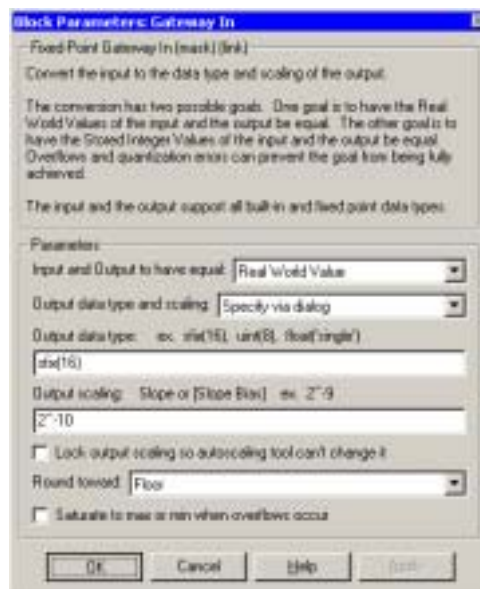 Block Parameters: Gateway In
Fixed-Point Gateway In (mask) (link)
Convert the input to the data type and scaling of the output.
The conversion has two possible goals. One goal is to have the Real
World Values of the input and the output be equal. The other goal is to
have the Stored Integer Values of the input and the output be equal.
Overflows and quantization errors can prevent the goal from being fully
achieved.
The input and the output support all built-in and fixed point data types.
Parameters
Input and Output to have equal: Real World Value
Output data type and scaling: Specify via dialog
Output data type: ex. sfix(16), uint(8), float('single')
sfix(16)
Output scaling: Slope or [Slope Bias] ex. 2^-9
2^-10
Lock output scaling so autoscaling tool can't change it
Round toward: Floor
Saturate to max or min when overflows occur
OK Cancel Help Apply